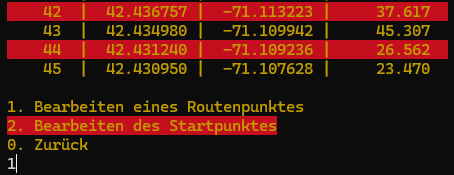 42 | 42.436757 | -71.113223 | 37.617
43 | 42.434980 | -71.109942 | 45.307
44 | 42.431240 | -71.109236 | 26.562
45 | 42.430950 | -71.107628 | 23.470
1. Bearbeiten eines Routenpunktes
2. Bearbeiten des Startpunktes
0. Zurück
1